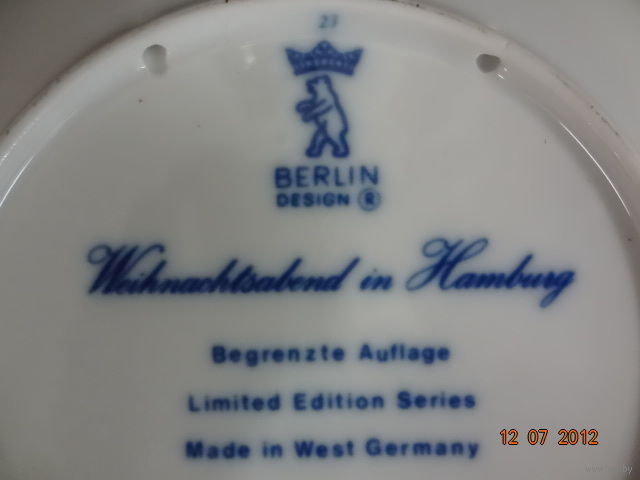 23
BERLIN
DESIGN ®
Weihnachtsabend in Hamburg
Begrenzte Auflage
Limited Edition Series
Made in West Germany
12 07 2012